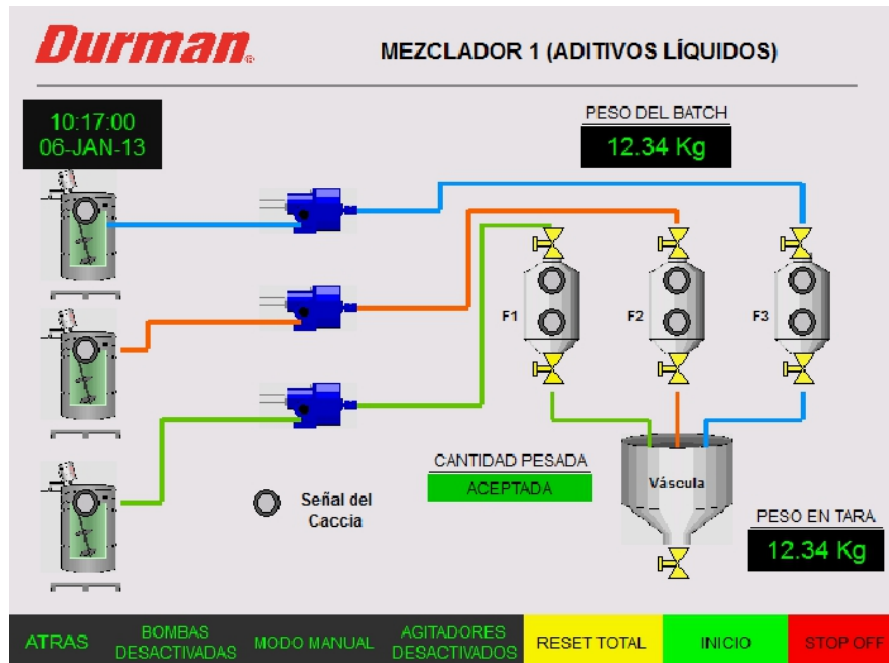 Durman®
MEZCLADOR 1 (ADITIVOS LÍQUIDOS)
10:17:00
06-JAN-13
PESO DEL BATCH
12.34 Kg
F1
F2
F3
CANTIDAD PESADA
ACEPTADA
Váscula
Señal del
Caccia
PESO EN TARA
12.34 Kg
ATRAS
BOMBAS
DESACTIVADAS
MODO MANUAL
AGITADORES
DESACTIVADOS
RESET TOTAL
INICIO
STOP OFF